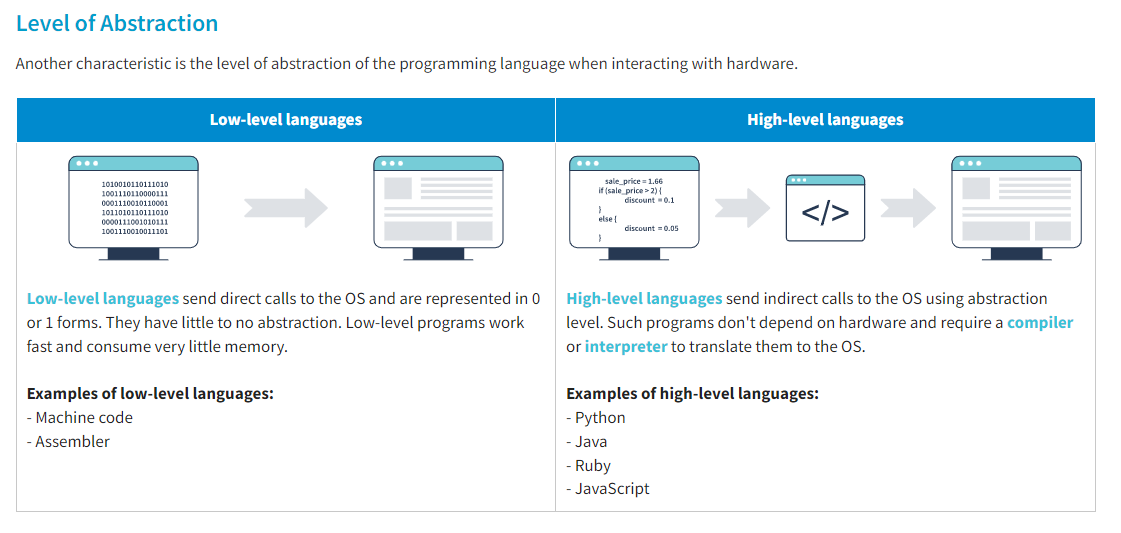 Level of Abstraction
Another characteristic is the level of abstraction of the programming language when interacting with hardware.
Low-level languages
High-level languages
1010010110111010
1001110110000111
0001110010110001
1011010110111010
0000111001010111
1001110010011101
sale_price = 1.66
if (sale_price > 2) {
discount = 0.1
}
else {
discount = 0.05
}
</>
Low-level languages send direct calls to the OS and are represented in 0
or 1 forms. They have little to no abstraction. Low-level programs work
fast and consume very little memory.
Examples of low-level languages:
- Machine code
- Assembler
High-level languages send indirect calls to the OS using abstraction
level. Such programs don't depend on hardware and require a compiler
or interpreter to translate them to the OS.
Examples of high-level languages:
- Python
- Java
- Ruby
- JavaScript